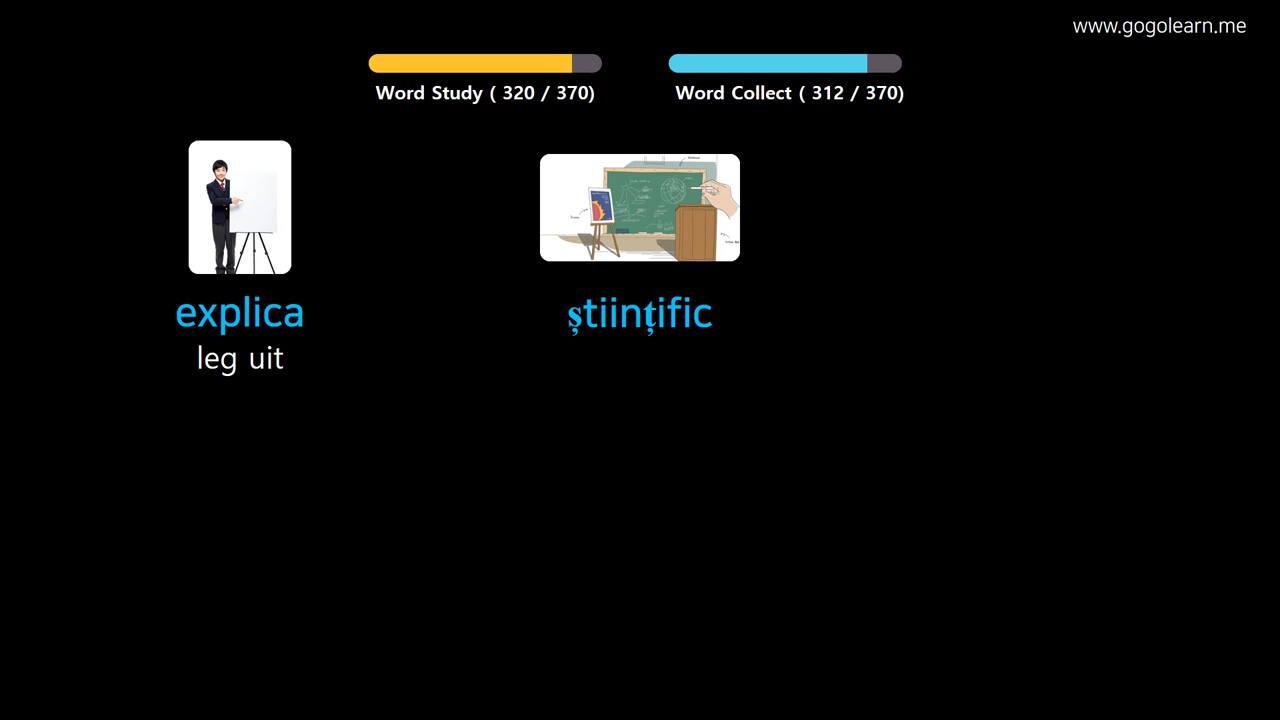 www.gogolearn.me
Word Study ( 320 / 370)
Word Collect ( 312 / 370)
explica
științific
leg uit